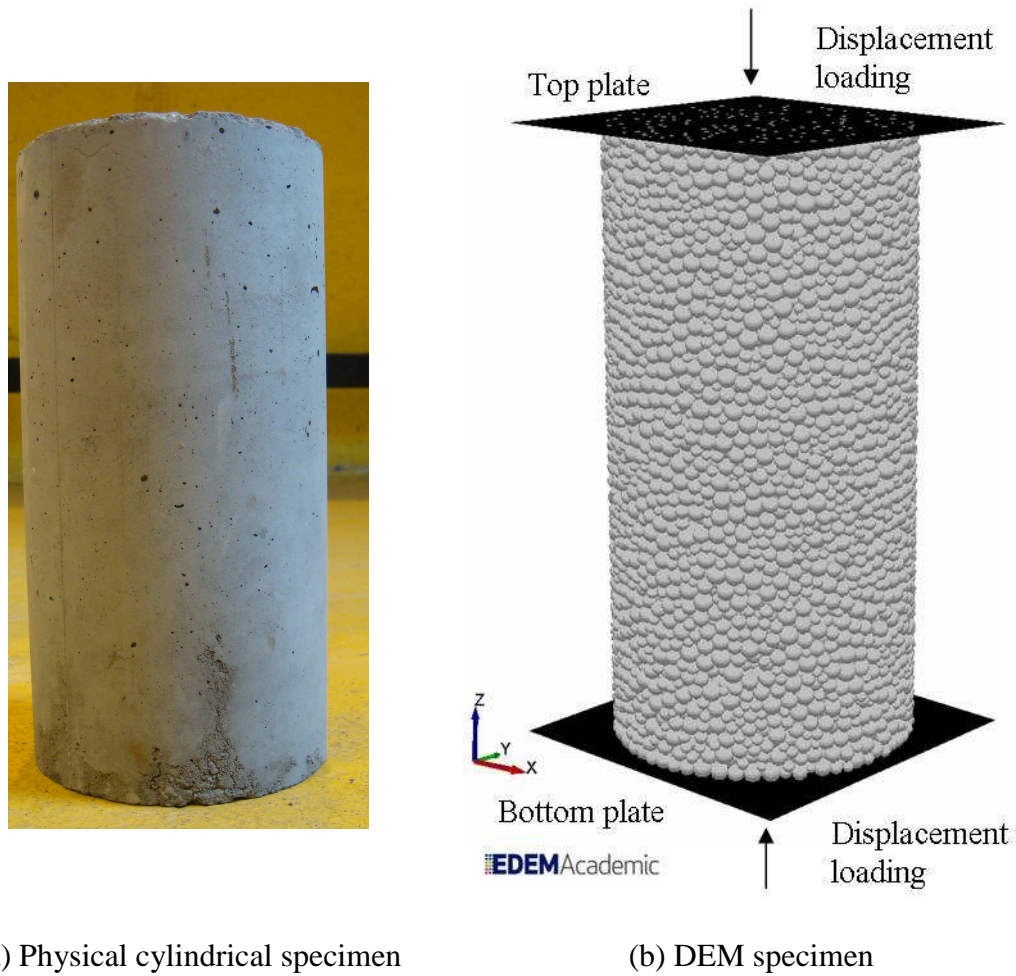 Displacement
loading
Top plate
Z
Y
X
Bottom plate
Displacement
loading
EDEMAcademic
) Physical cylindrical specimen
(b) DEM specimen